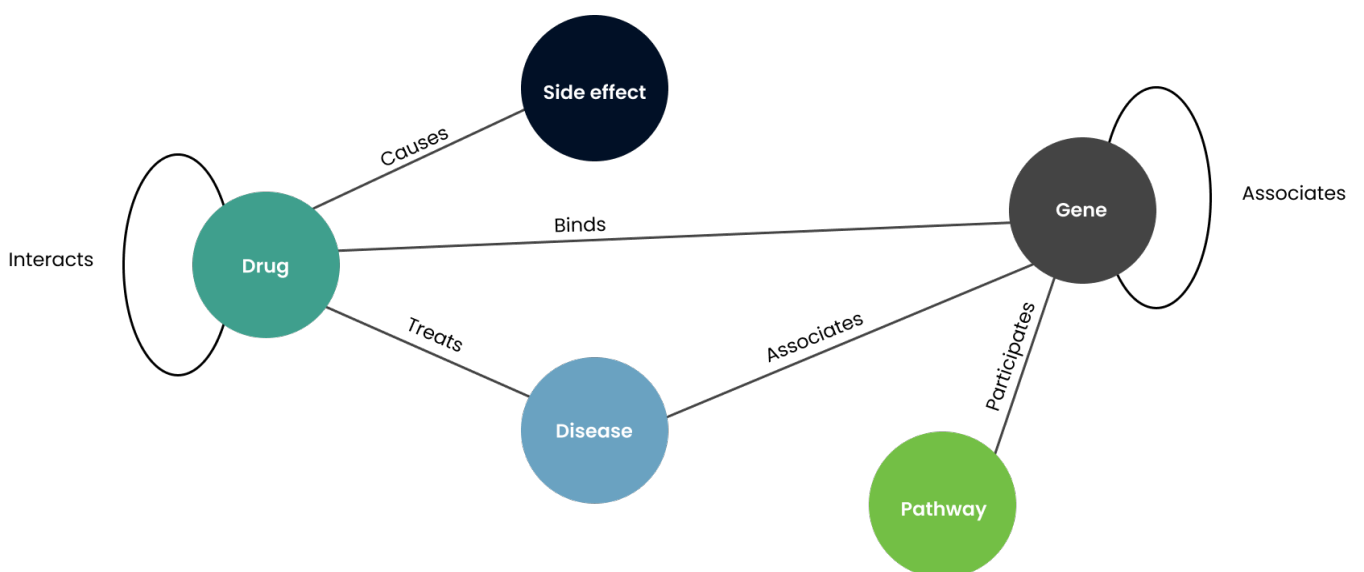 Side effect
Causes
Associates
Gene
Binds
Interacts
Drug
Treats
Associates
Participates
Disease
Pathway